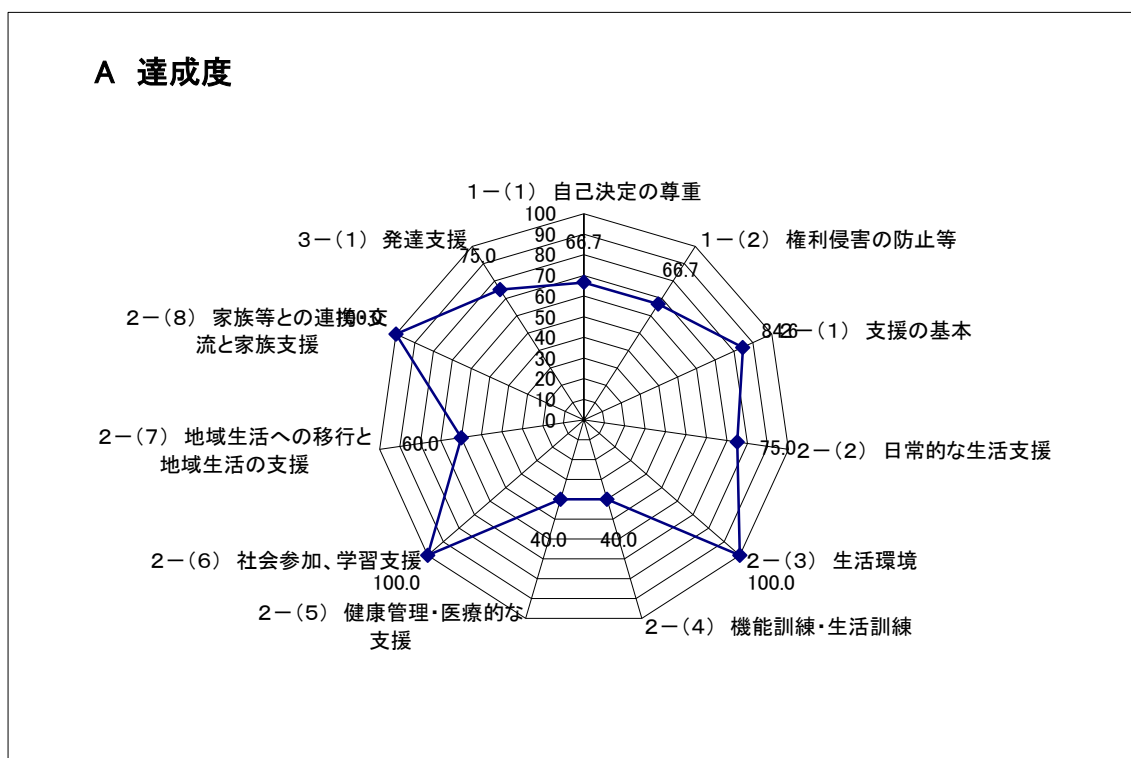 A 達成度
1－(1) 自己決定の尊重
100
90
80
70
60
50
40
30
20
10
0
66.7
1－(2) 権利侵害の防止等
66.7
2－(1) 支援の基本
84.6
2－(2) 日常的な生活支援
75.0
2－(3) 生活環境
100.0
2－(4) 機能訓練・生活訓練
40.0
2－(5) 健康管理・医療的な
支援
40.0
2－(6) 社会参加、学習支援
100.0
2－(7) 地域生活への移行と
地域生活の支援
60.0
2－(8) 家族等との連携・交
流と家族支援
100.0
3－(1) 発達支援
75.0